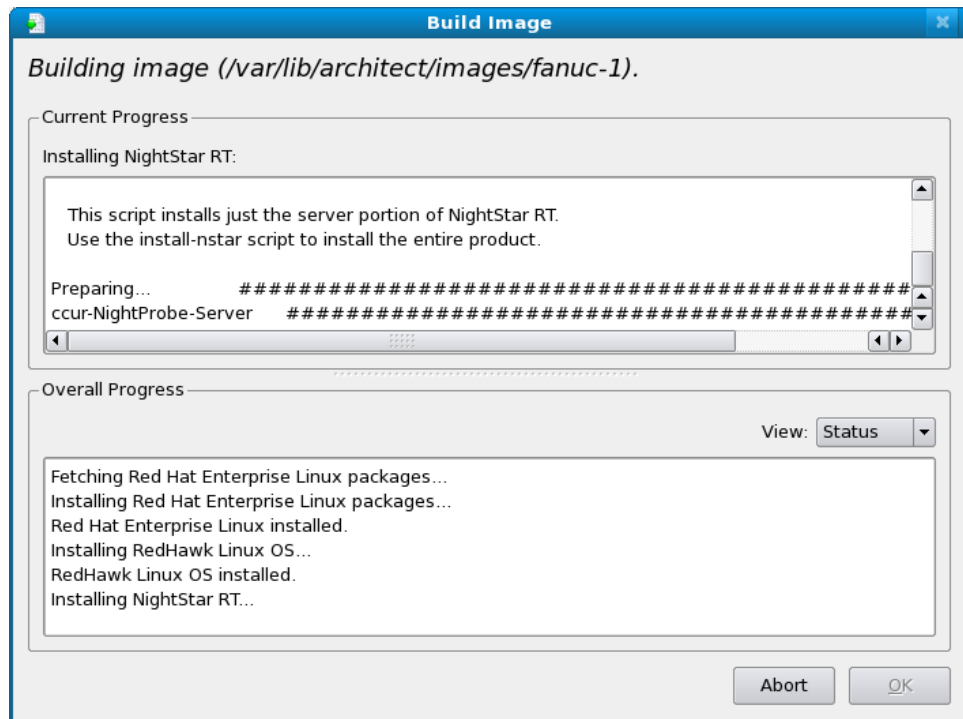 Build Image
Building image (/var/lib/architect/images/fanuc-1).
Current Progress
Installing NightStar RT:
This script installs just the server portion of NightStar RT.
Use the install-nstar script to install the entire product.
Preparing... #############################################
ccur-NightProbe-Server ##########################################
Overall Progress
View: Status
Fetching Red Hat Enterprise Linux packages...
Installing Red Hat Enterprise Linux packages...
Red Hat Enterprise Linux installed.
Installing RedHawk Linux OS...
RedHawk Linux OS installed.
Installing NightStar RT...
Abort OK